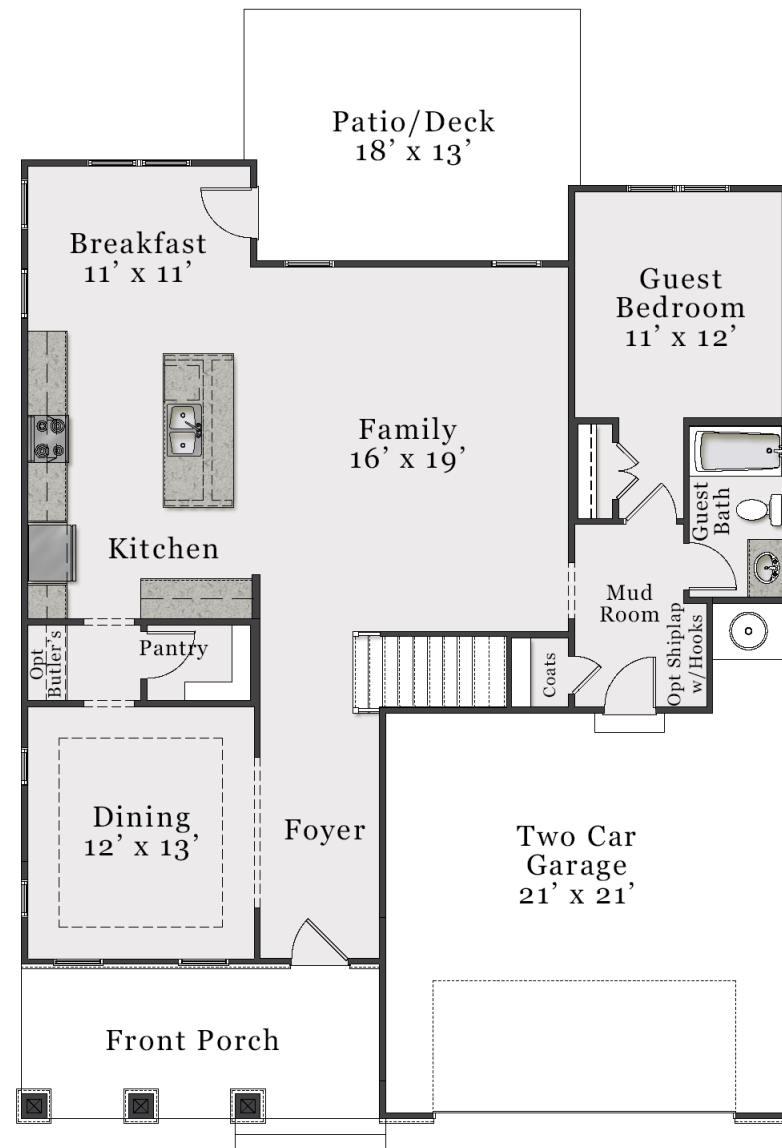 Patio/Deck
18’ x 13’
Breakfast
11’ x 11’
Guest
Bedroom
11’ x 12’
Family
16’ x 19’
Guest
Bath
Kitchen
Mud
Room
Opt Shiplap
w/Hooks
Opt
Butler’s
Pantry
Coats
Dining
12’ x 13’
Foyer
Two Car
Garage
21’ x 21’
Front Porch